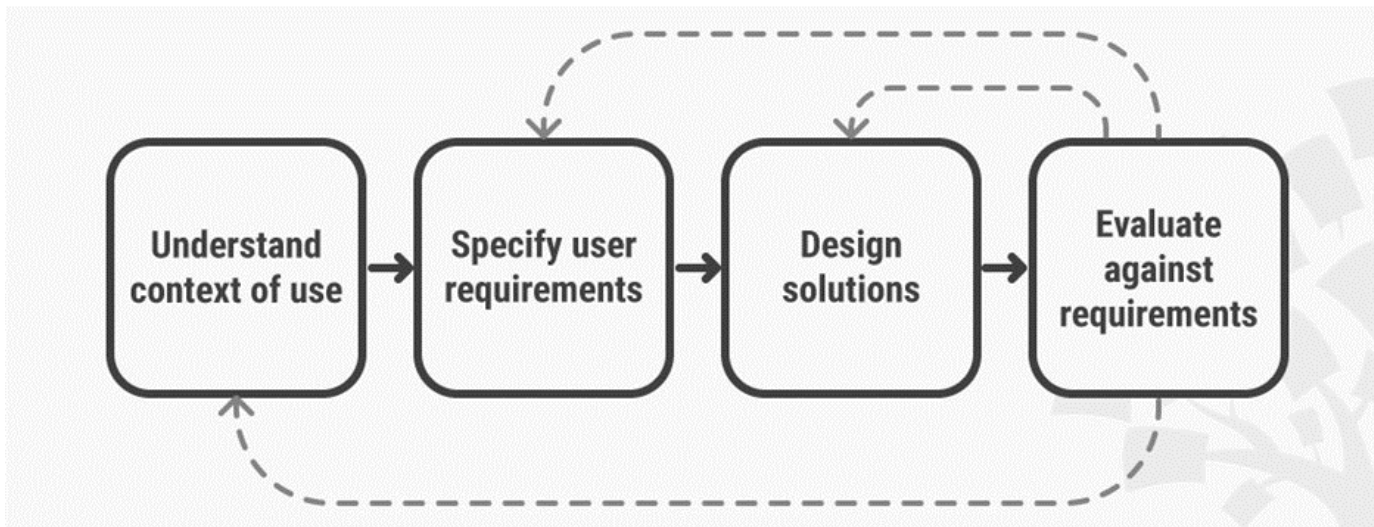 Understand
context of use
Specify user
requirements
Design
solutions
Evaluate
against
requirements